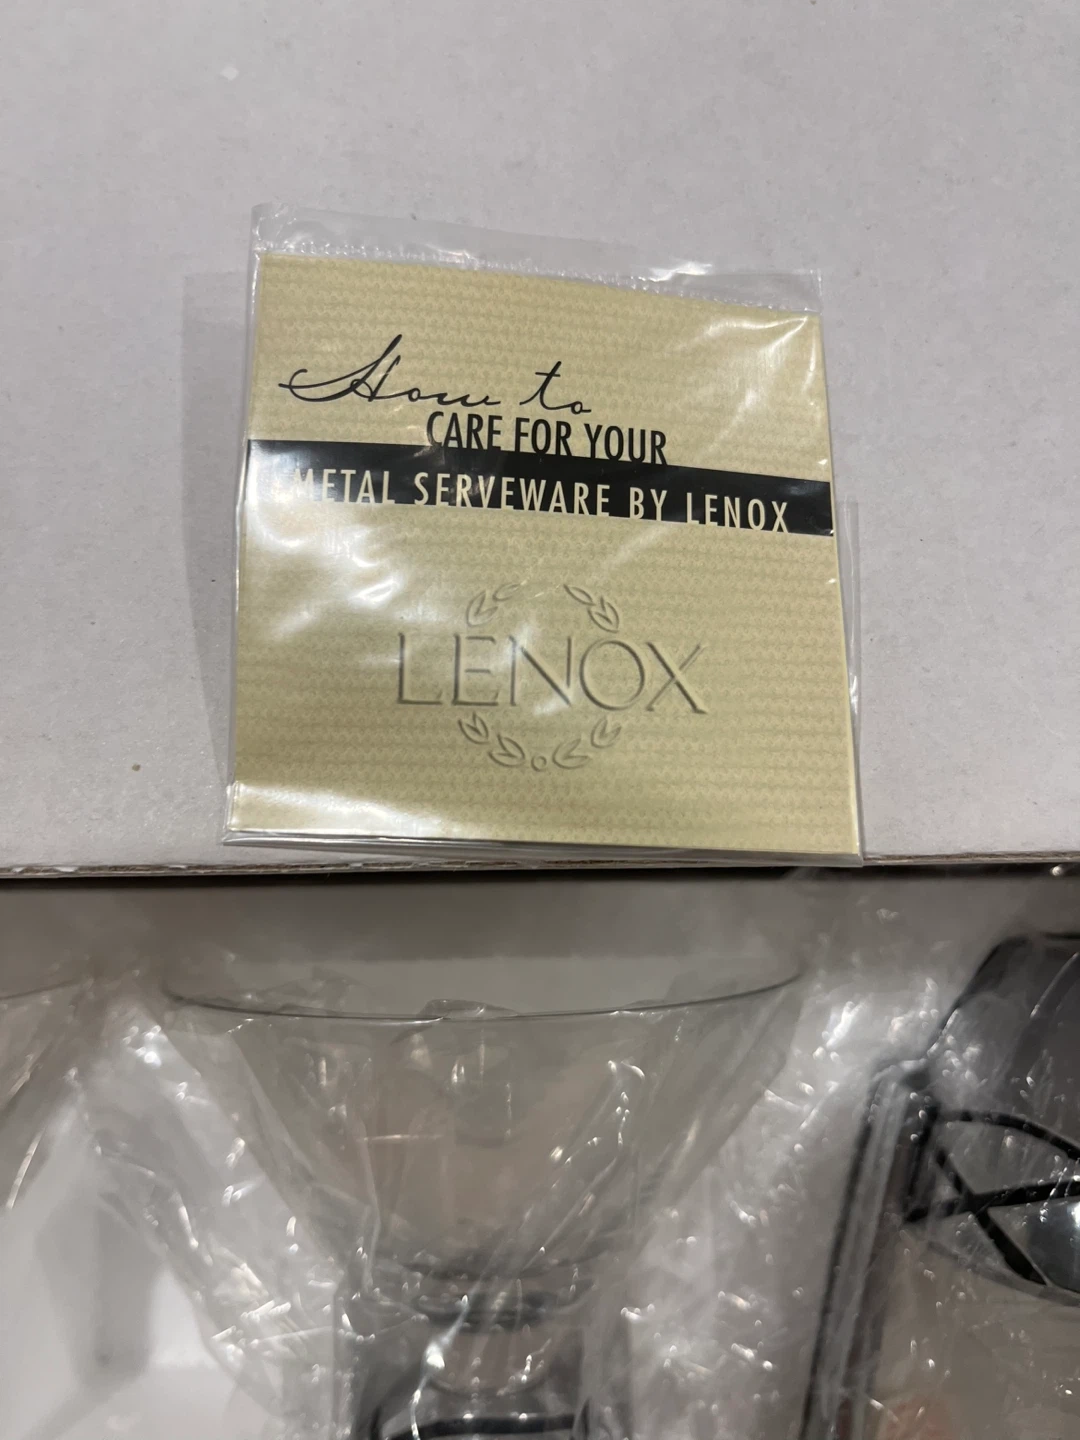 How to
CARE FOR YOUR
METAL SERVEWARE BY LENOX
LENOX